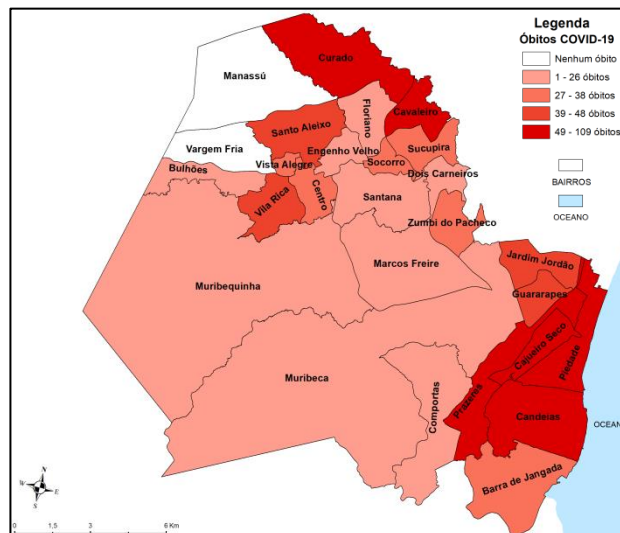 Legenda
Óbitos COVID-19
Nenhum óbito
1 - 26 óbitos
27 - 38 óbitos
39 - 48 óbitos
49 - 109 óbitos
BAIRROS
OCEANO
Curado
Manassú
Floriano
Cavaleiro
Santo Aleixo
Vargem Fria
Engenho Velho
Sucupira
Vista Alegre
Socorro
Bulhões
Dois Carneiros
Vila Rica
Centro
Santana
Zumbi do Pacheco
Marcos Freire
Jardim Jordão
Muribequinha
Guararapes
Cajueiro Seco
Piedade
Muribeca
Comportas
Prazeres
Candeias
OCEAN
Barra de Jangada
N
W
E
S
0 1,5 3 6 Km